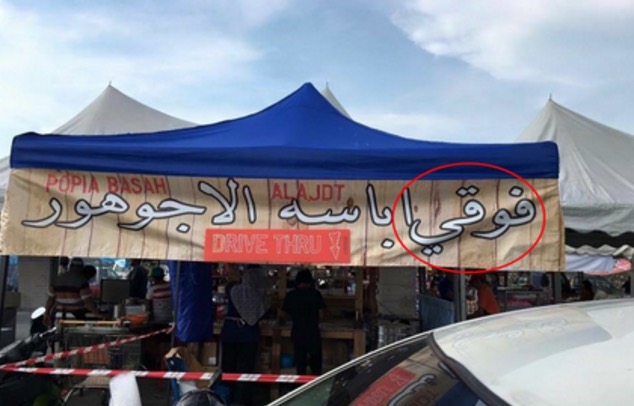 POPIA BASAH ALAJDT
فوقي اباسه الاجوهور
DRIVE THRU